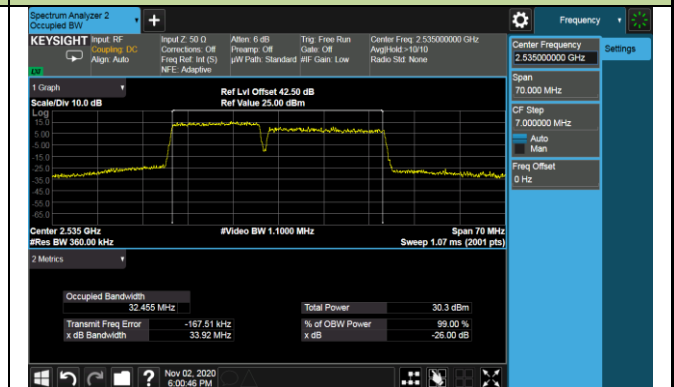 Spectrum Analyzer 2
Occupied BW
Frequency
KEYSIGHT
Input: RF
Coupling: DC
Align: Auto
Input Z: 50 Ω
Corrections: Off
Freq Ref: Int (S)
NFE: Adaptive
Atten: 6 dB
Preamp: Off
µW Path: Standard
Trig: Free Run
Gate: Off
#IF Gain: Low
Center Freq: 2.535000000 GHz
Avg|Hold:>10/10
Radio Std: None
LVI
Center Frequency
2.535000000 GHz
Settings
Span
70.000 MHz
CF Step
7.000000 MHz
Auto
Man
Freq Offset
0 Hz
1 Graph
Scale/Div 10.0 dB
Ref Lvl Offset 42.50 dB
Ref Value 25.00 dBm
Log
15.0
5.00
-5.00
-15.0
-25.0
-35.0
-45.0
-55.0
-65.0
Center 2.535 GHz
#Video BW 1.1000 MHz
Span 70 MHz
#Res BW 360.00 kHz
Sweep 1.07 ms (2001 pts)
2 Metrics
Occupied Bandwidth
32.455 MHz
Total Power 30.3 dBm
Transmit Freq Error -167.51 kHz
% of OBW Power 99.00 %
x dB Bandwidth 33.92 MHz
x dB -26.00 dB
Nov 02, 2020
6:00:46 PM